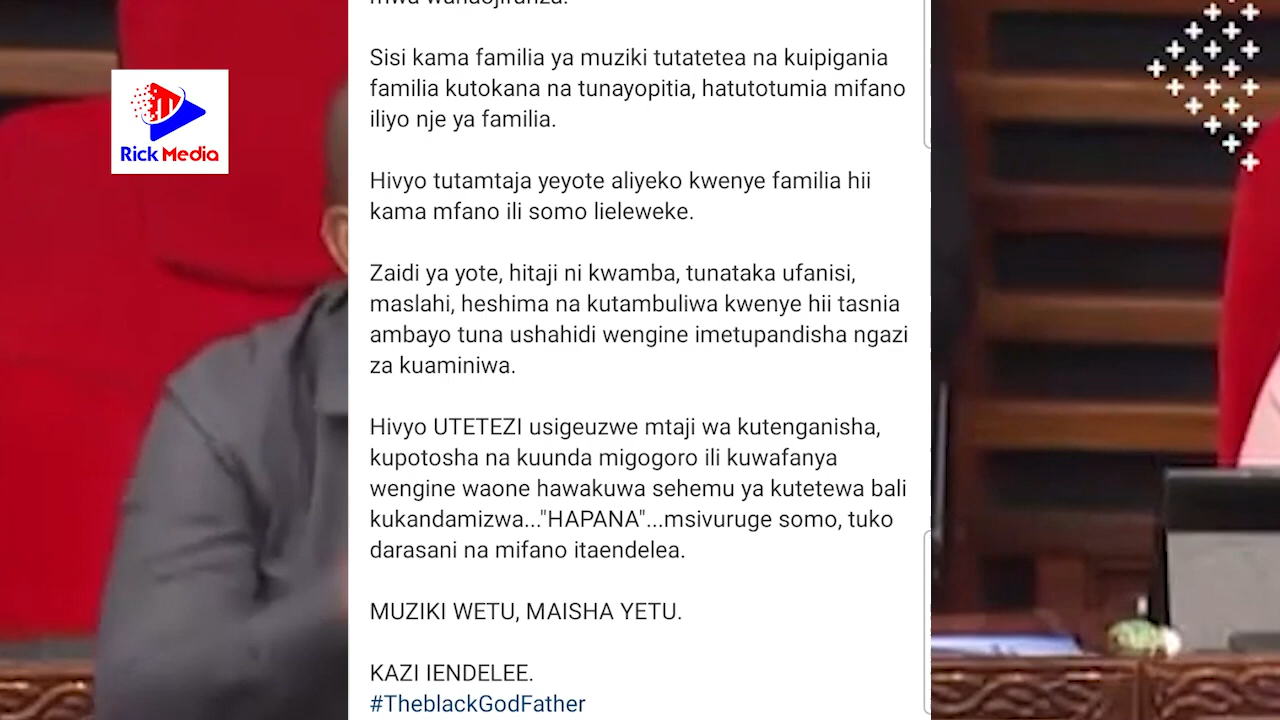 Sisi kama familia ya muziki tutatetea na kuipigania
familia kutokana na tunayopitia, hatutotumia mifano
iliyo nje ya familia.
Hivyo tutamtaja yeyote aliyeko kwenye familia hii
kama mfano ili somo lieleweke.
Zaidi ya yote, hitaji ni kwamba, tunataka ufanisi,
maslahi, heshima na kutambuliwa kwenye hii tasnia
ambayo tuna ushahidi wengine imetupandisha ngazi
za kuaminiwa.
Hivyo UTETEZI usigeuzwe mtaji wa kutenganisha,
kupotosha na kuunda migogoro ili kuwafanya
wengine waone hawakuwa sehemu ya kutetewa bali
kukandamizwa..."HAPANA"...msivuruge somo, tuko
darasani na mifano itaendelea.
MUZIKI WETU, MAISHA YETU.
KAZI IENDELEE.
#TheblackGodFather
Rick Media